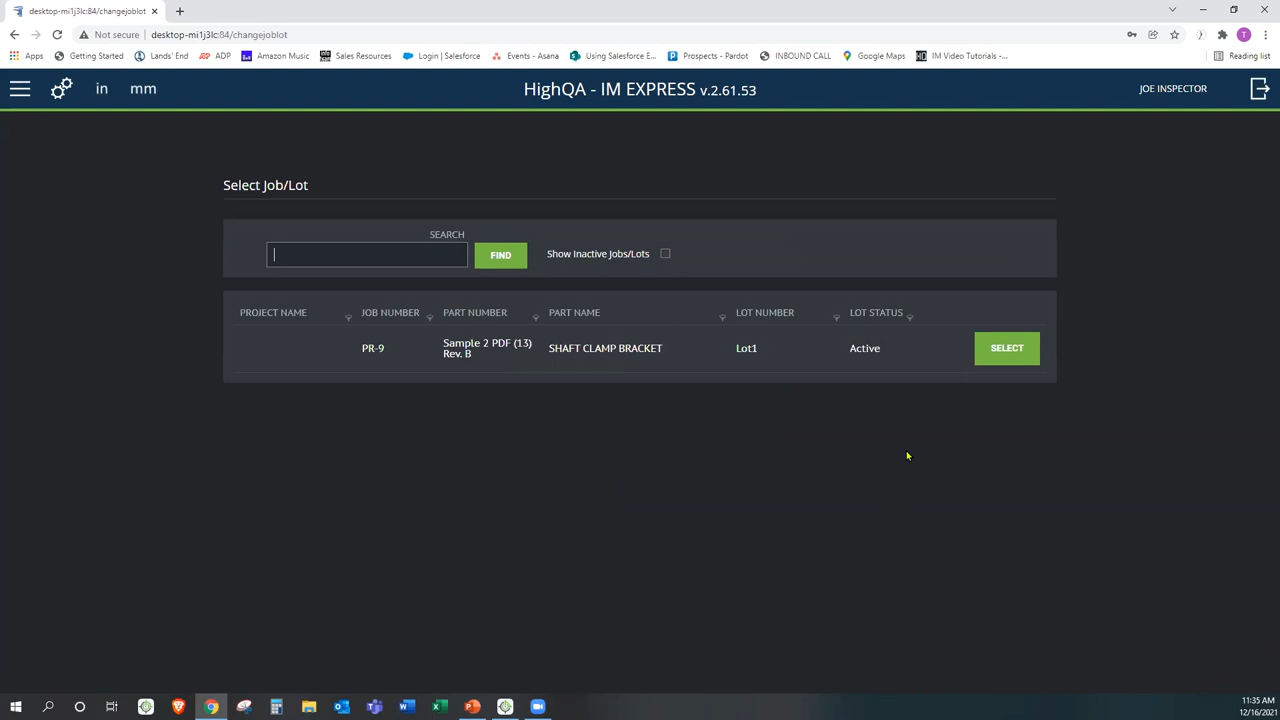 desktop-mi1j3lc:84/changejoblot
Not secure desktop-mi1j3lc:84/changejoblot T
Apps Getting Started Lands' End ADP Amazon Music Sales Resources Login | Salesforce Events - Asana Using Salesforce E... Prospects - Pardot INBOUND CALL Google Maps IM Video Tutorials -... Reading list
in mm HighQA - IM EXPRESS v.2.61.53 JOE INSPECTOR
Select Job/Lot
SEARCH
FIND Show Inactive Jobs/Lots
PROJECT NAME JOB NUMBER PART NUMBER PART NAME LOT NUMBER LOT STATUS
PR-9 Sample 2 PDF (13) SHAFT CLAMP BRACKET Lot1 Active SELECT
Rev. B
11:35 AM
12/16/2021